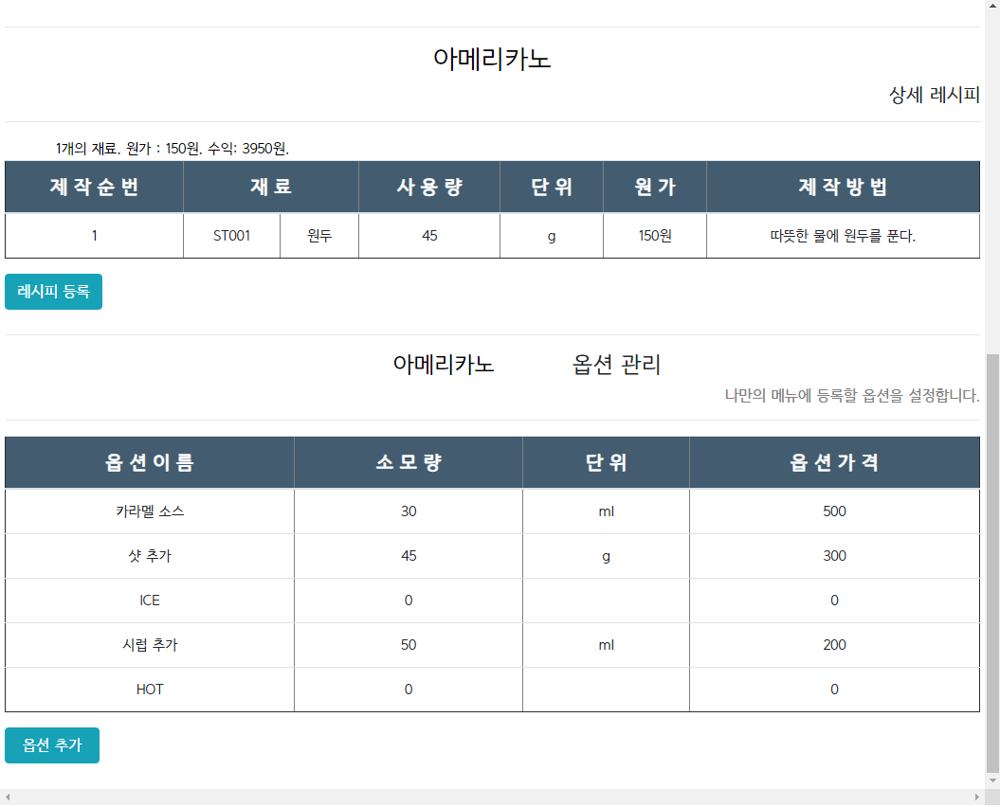 아메리카노
상세 레시피
1개의 재료. 원가 : 150원. 수익: 3950원.
제작순번 재료 사용량 단위 원가 제작방법
1 ST001 원두 45 g 150원 따뜻한 물에 원두를 푼다.
레시피 등록
아메리카노 옵션 관리
나만의 메뉴에 등록할 옵션을 설정합니다.
옵션이름 소모량 단위 옵션가격
카라멜 소스 30 ml 500
샷 추가 45 g 300
ICE 0 0
시럽 추가 50 ml 200
HOT 0 0
옵션 추가